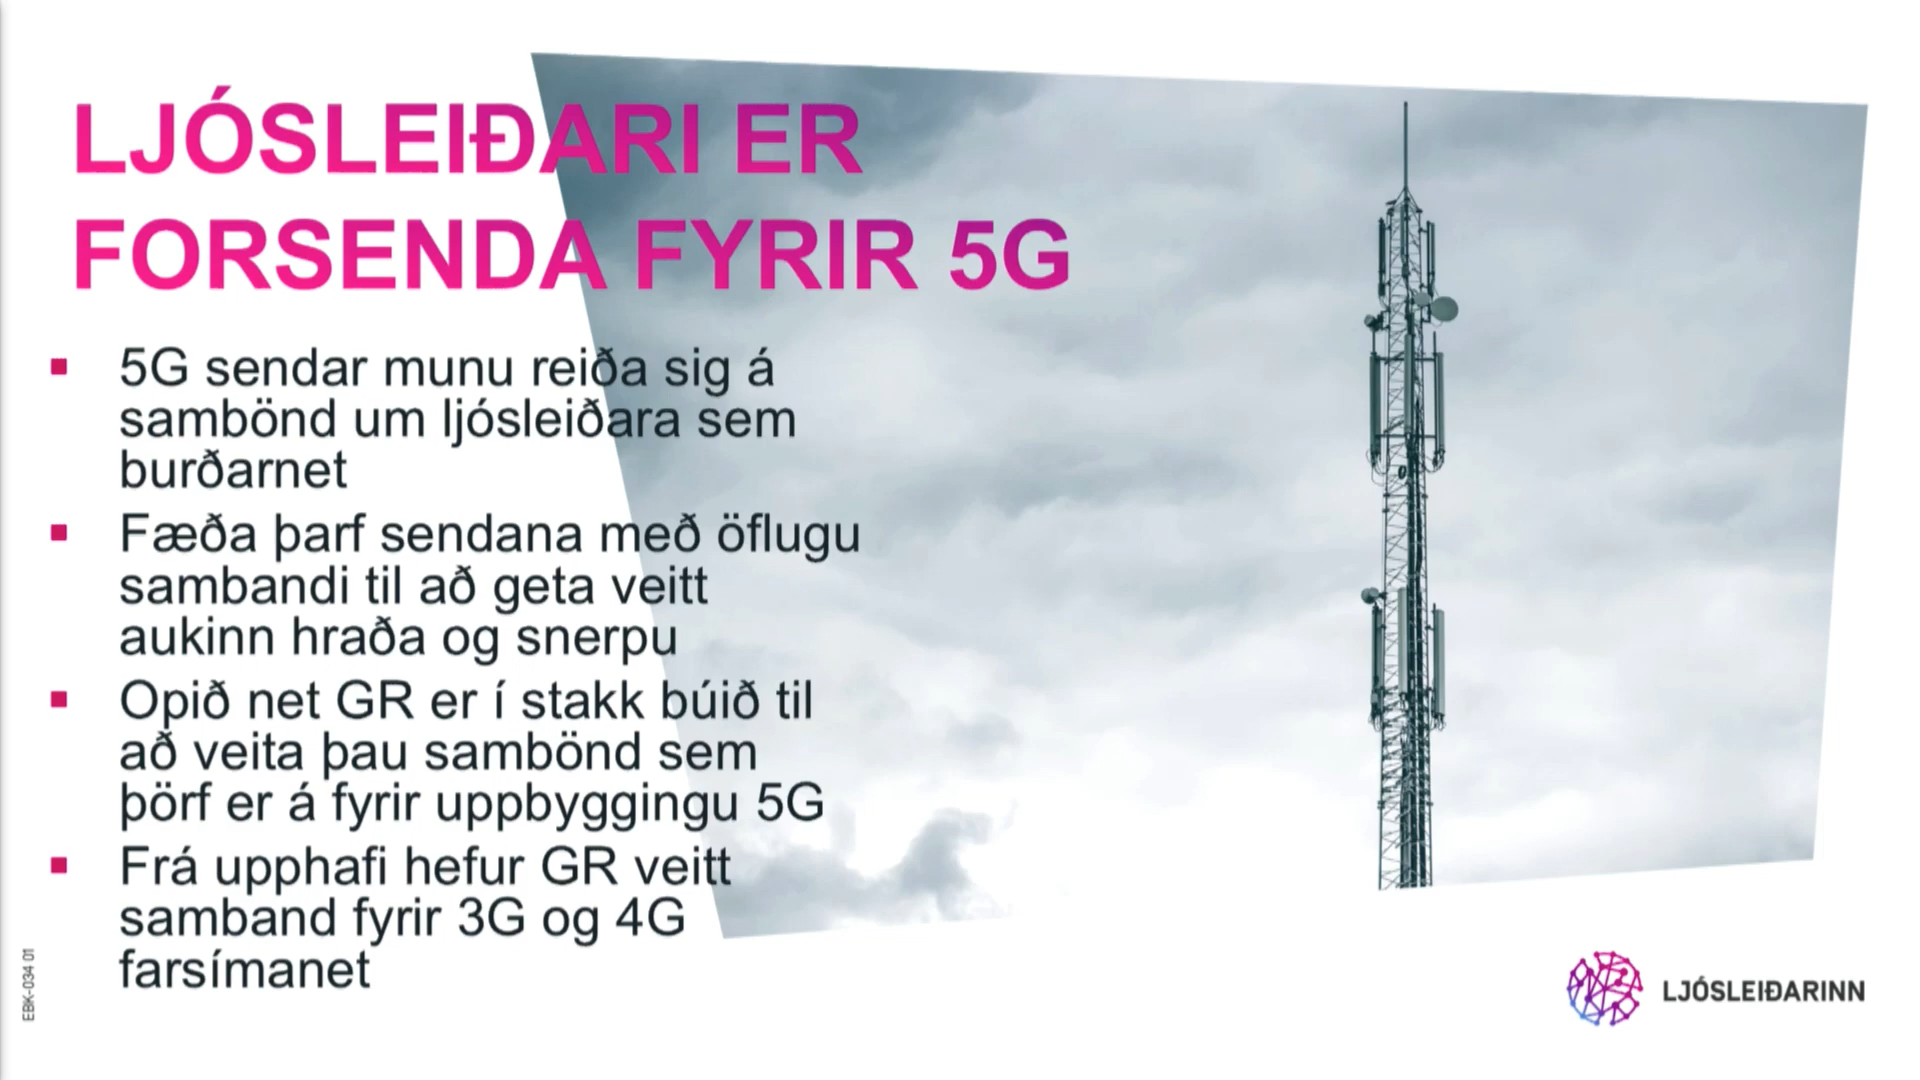 LJÓSLEIÐARI ER
FORSENDA FYRIR 5G
▪ 5G sendar munu reiða sig á
sambönd um ljósleiðara sem
burðarnet
▪ Fæða þarf sendana með öflugu
sambandi til að geta veitt
aukinn hraða og snerpu
▪ Opið net GR er í stakk búið til
að veita þau sambönd sem
þörf er á fyrir uppbyggingu 5G
▪ Frá upphafi hefur GR veitt
samband fyrir 3G og 4G
farsímanet
EBK-034 01
LJÓSLEIÐARINN